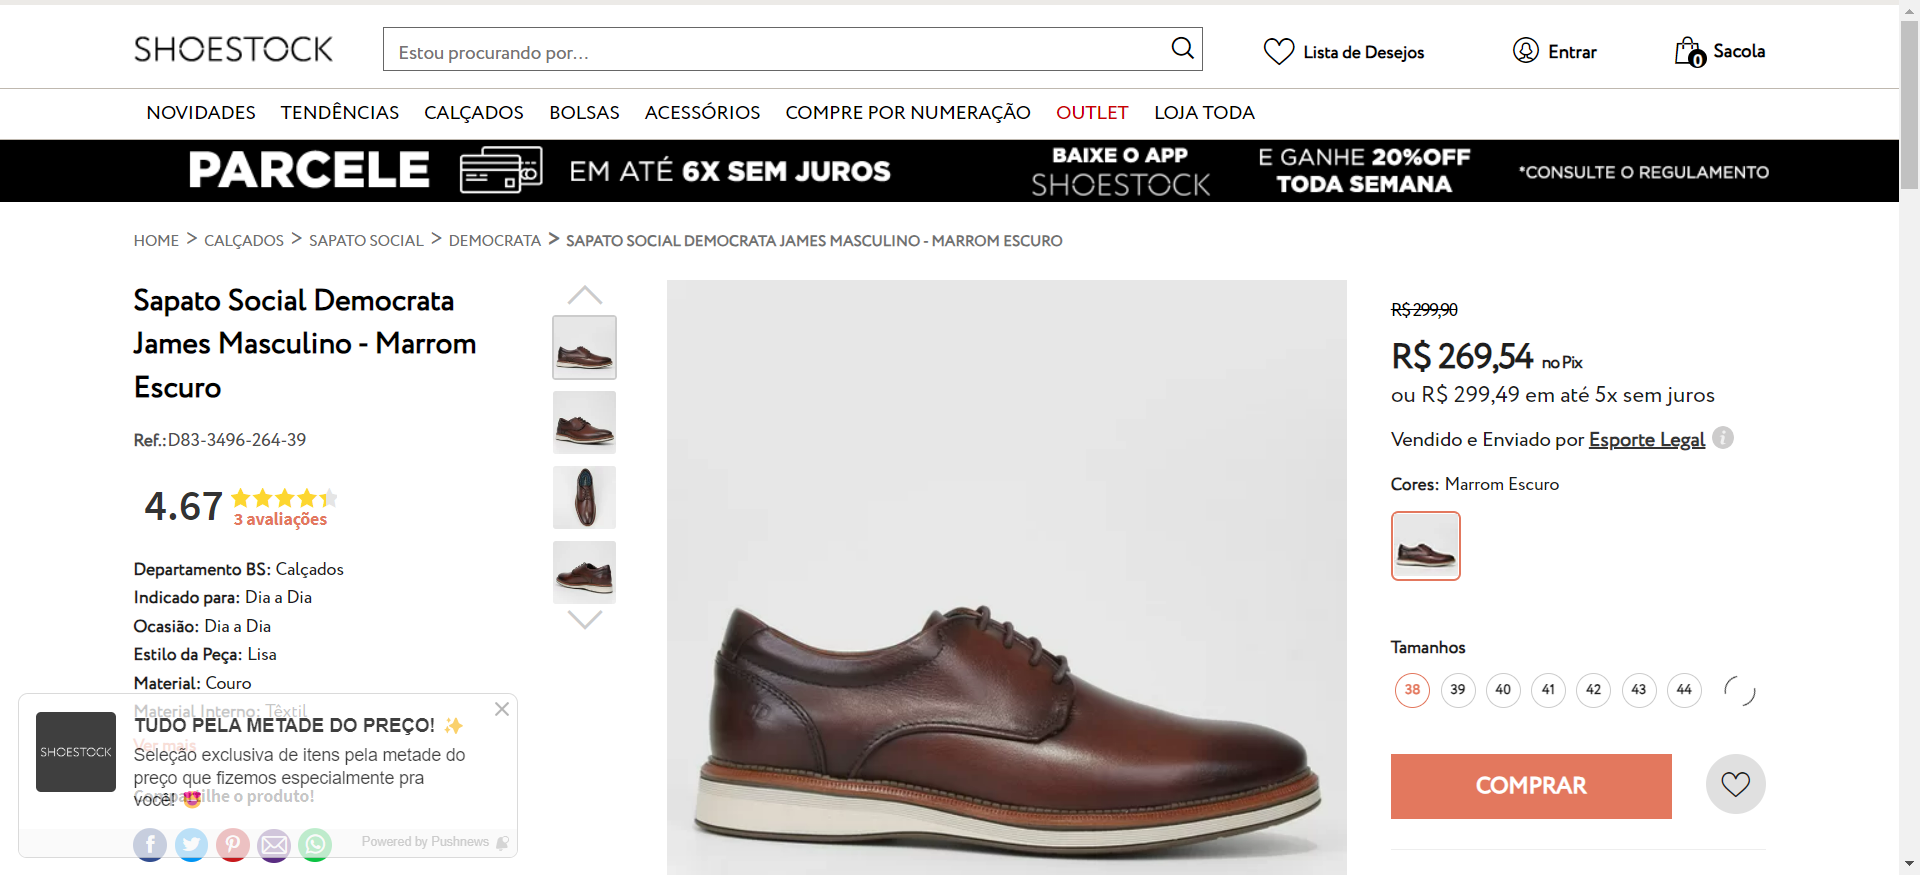 SHOESTOCK
Estou procurando por...
Lista de Desejos
Entrar
0
Sacola
NOVIDADES TENDÊNCIAS CALÇADOS BOLSAS ACESSÓRIOS COMPRE POR NUMERAÇÃO OUTLET LOJA TODA
PARCELE EM ATÉ 6X SEM JUROS
BAIXE O APP
SHOESTOCK
E GANHE 20%OFF
TODA SEMANA
*CONSULTE O REGULAMENTO
HOME > CALÇADOS > SAPATO SOCIAL > DEMOCRATA > SAPATO SOCIAL DEMOCRATA JAMES MASCULINO - MARROM ESCURO
Sapato Social Democrata
James Masculino - Marrom
Escuro
Ref.:D83-3496-264-39
4.67
3 avaliações
Departamento BS: Calçados
Indicado para: Dia a Dia
Ocasião: Dia a Dia
Estilo da Peça: Lisa
Material: Couro
Material Interno: Têxtil
Ver mais
Compartilhe o produto!
SHOESTOCK
TUDO PELA METADE DO PREÇO! ✨
Seleção exclusiva de itens pela metade do
preço que fizemos especialmente pra
você! 😍
Powered by Pushnews
R$ 299,90
R$ 269,54 no Pix
ou R$ 299,49 em até 5x sem juros
Vendido e Enviado por Esporte Legal
Cores: Marrom Escuro
Tamanhos
38 39 40 41 42 43 44
COMPRAR